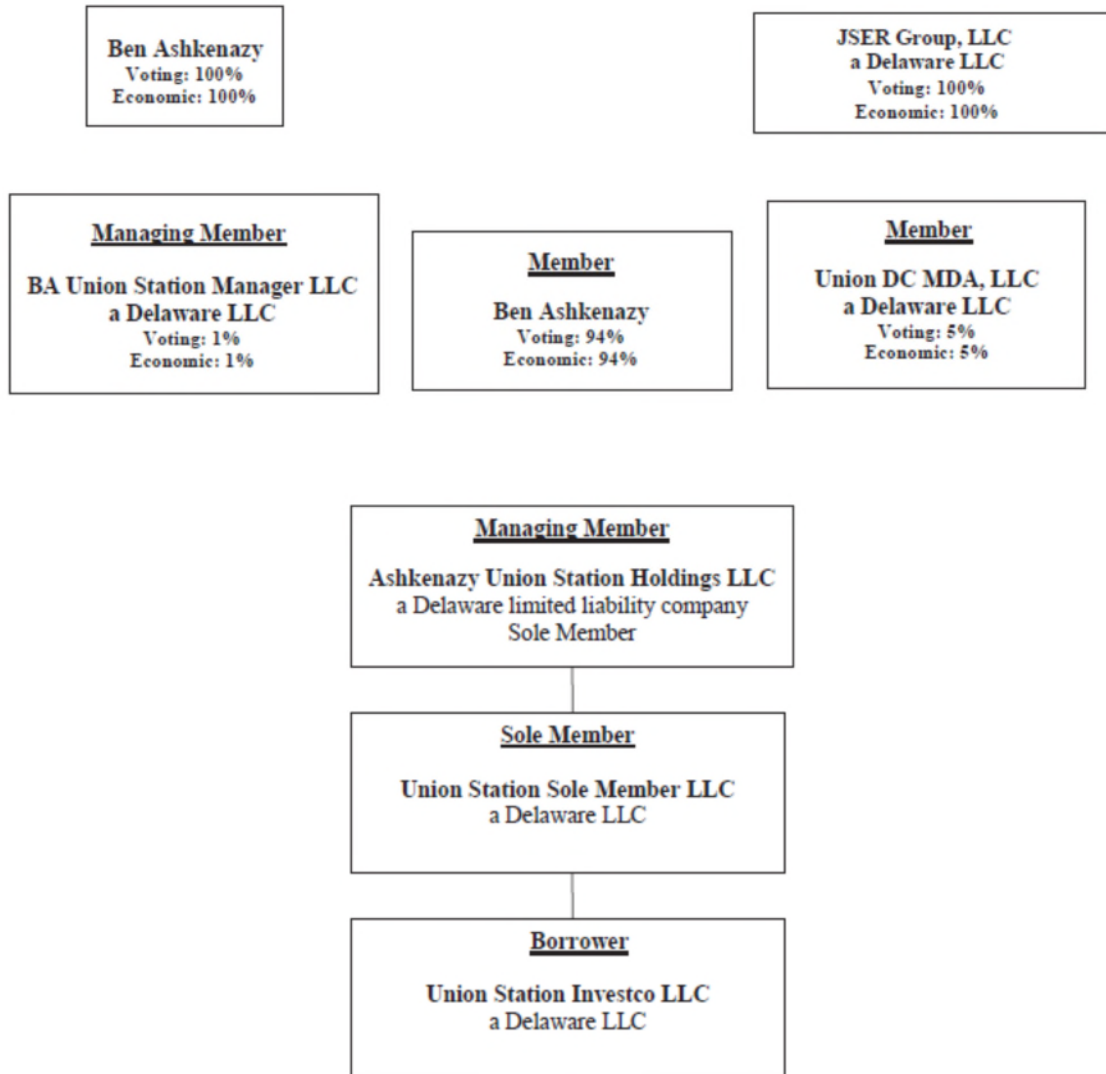 Ben Ashkenazy
Voting: 100%
Economic: 100%
JSER Group, LLC
a Delaware LLC
Voting: 100%
Economic: 100%
Managing Member
BA Union Station Manager LLC
a Delaware LLC
Voting: 1%
Economic: 1%
Member
Ben Ashkenazy
Voting: 94%
Economic: 94%
Member
Union DC MDA, LLC
a Delaware LLC
Voting: 5%
Economic: 5%
Managing Member
Ashkenazy Union Station Holdings LLC
a Delaware limited liability company
Sole Member
Sole Member
Union Station Sole Member LLC
a Delaware LLC
Borrower
Union Station Investco LLC
a Delaware LLC